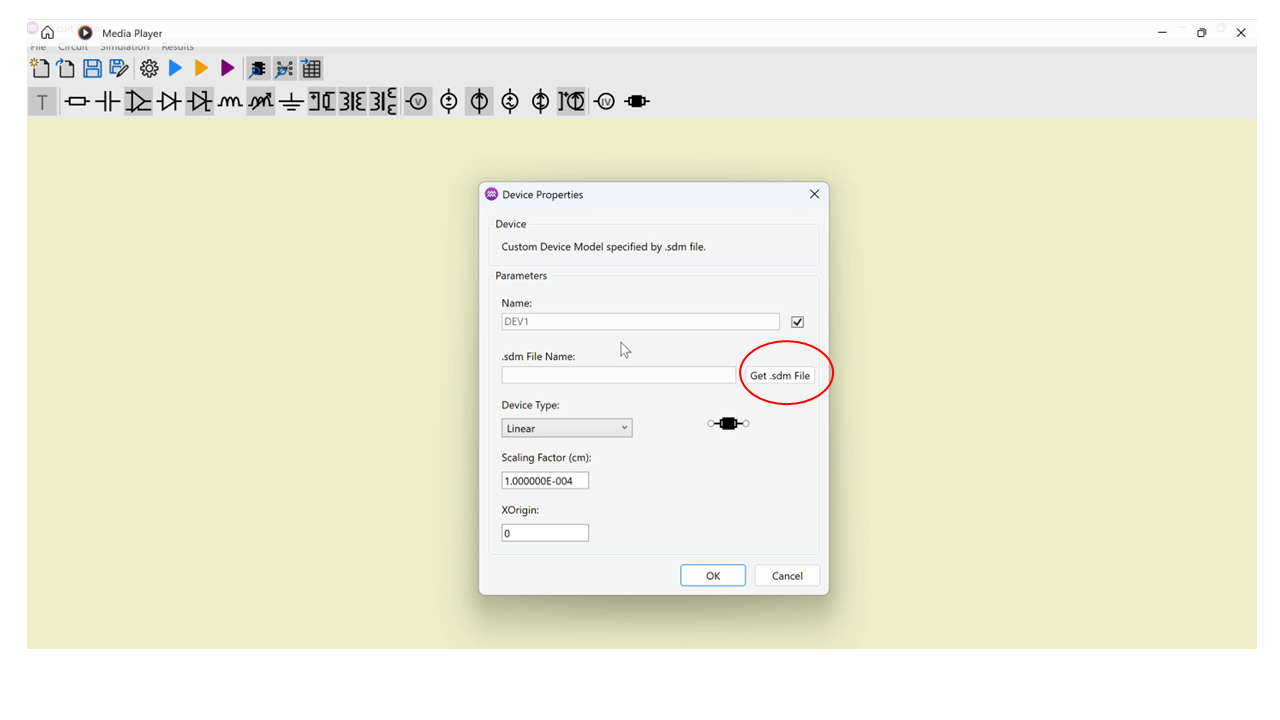 Media Player
File Circuit Simulation Results
T
V
IV
Device Properties
Device
Custom Device Model specified by .sdm file.
Parameters
Name:
DEV1
.sdm File Name:
Get .sdm File
Device Type:
Linear
Scaling Factor (cm):
1.000000E-004
XOrigin:
0
OK Cancel